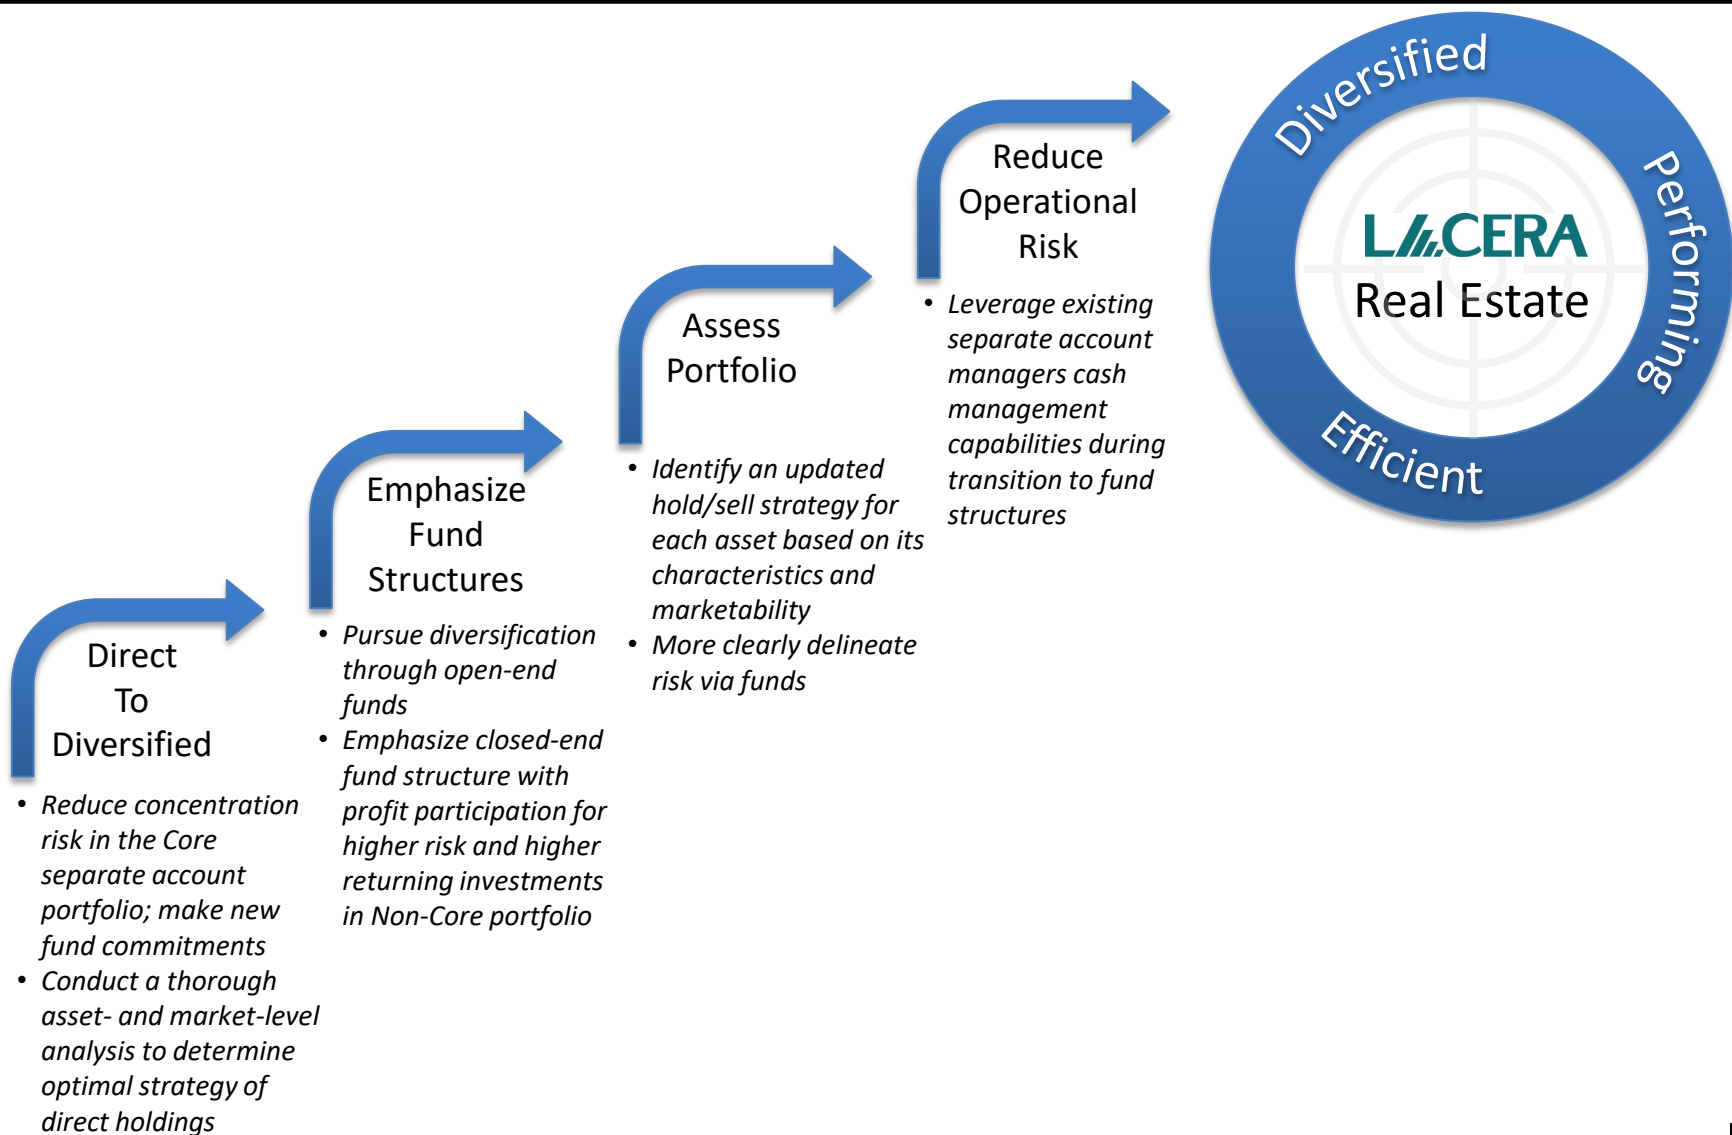 Direct
To
Diversified
• Reduce concentration
risk in the Core
separate account
portfolio; make new
fund commitments
• Conduct a thorough
asset- and market-level
analysis to determine
optimal strategy of
direct holdings
Emphasize
Fund
Structures
• Pursue diversification
through open-end
funds
• Emphasize closed-end
fund structure with
profit participation for
higher risk and higher
returning investments
in Non-Core portfolio
Assess
Portfolio
• Identify an updated
hold/sell strategy for
each asset based on its
characteristics and
marketability
• More clearly delineate
risk via funds
Reduce
Operational
Risk
• Leverage existing
separate account
managers cash
management
capabilities during
transition to fund
structures
Diversified
Performing
Efficient
LACERA
Real Estate